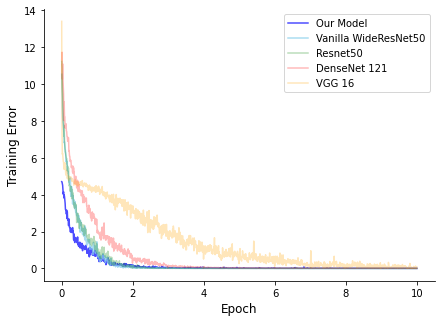 14
12
10
8
6
4
2
0
Training Error
0 2 4 6 8 10
Epoch
Our Model
Vanilla WideResNet50
Resnet50
DenseNet 121
VGG 16